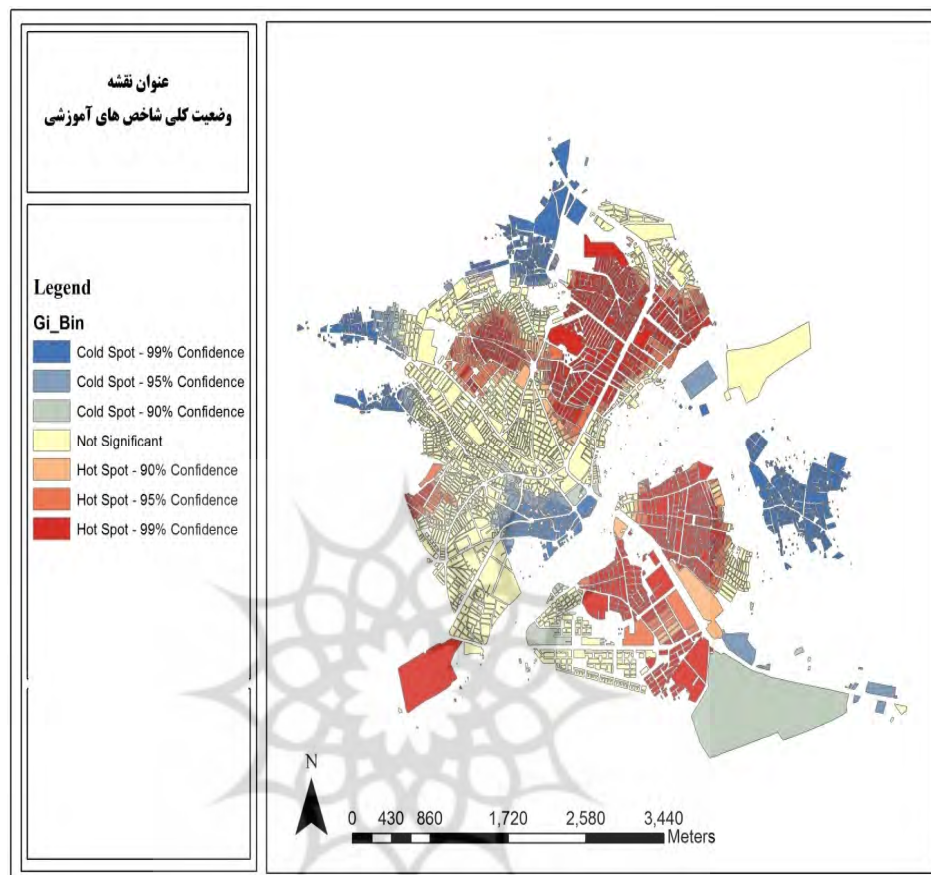 عنوان نقشه
وضعیت کلی شاخص های آموزشی
Legend
Gi_Bin
Cold Spot - 99% Confidence
Cold Spot - 95% Confidence
Cold Spot - 90% Confidence
Not Significant
Hot Spot - 90% Confidence
Hot Spot - 95% Confidence
Hot Spot - 99% Confidence
N
0 430 860 1,720 2,580 3,440
Meters